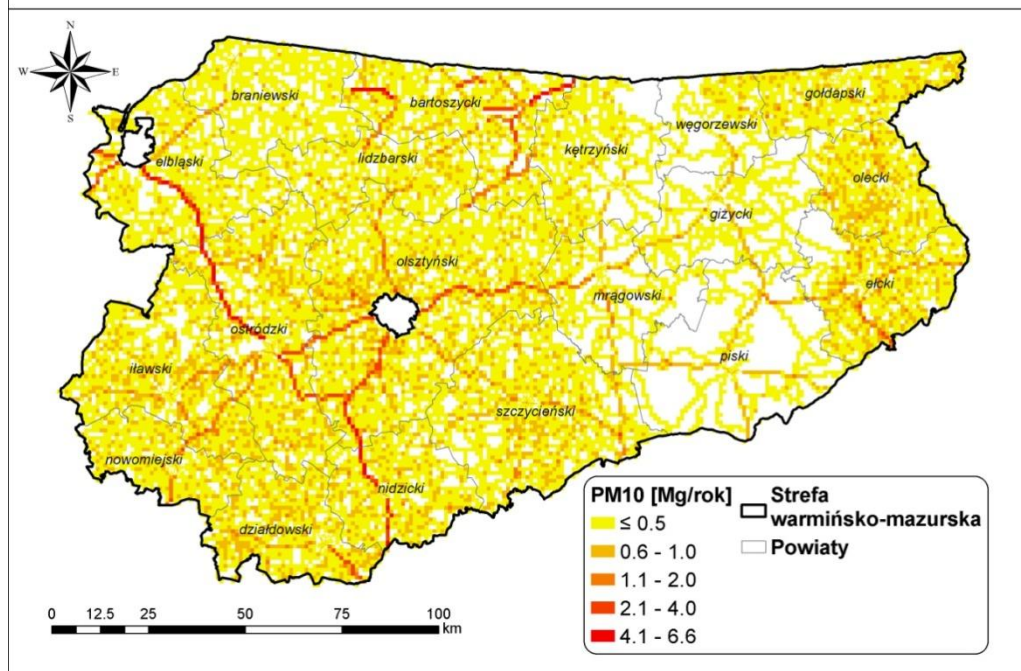 N
W E
S
braniewski
bartoszycki
gołdapski
węgorzewski
elbląski
lidzbarski
kętrzyński
olecki
giżycki
olsztyński
mrągowski
ełcki
ostródzki
piski
iławski
szczycieński
nowomiejski
nidzicki
działdowski
PM10 [Mg/rok]
≤ 0.5
0.6 - 1.0
1.1 - 2.0
2.1 - 4.0
4.1 - 6.6
Strefa
warmińsko-mazurska
Powiaty
0 12.5 25 50 75 100
km